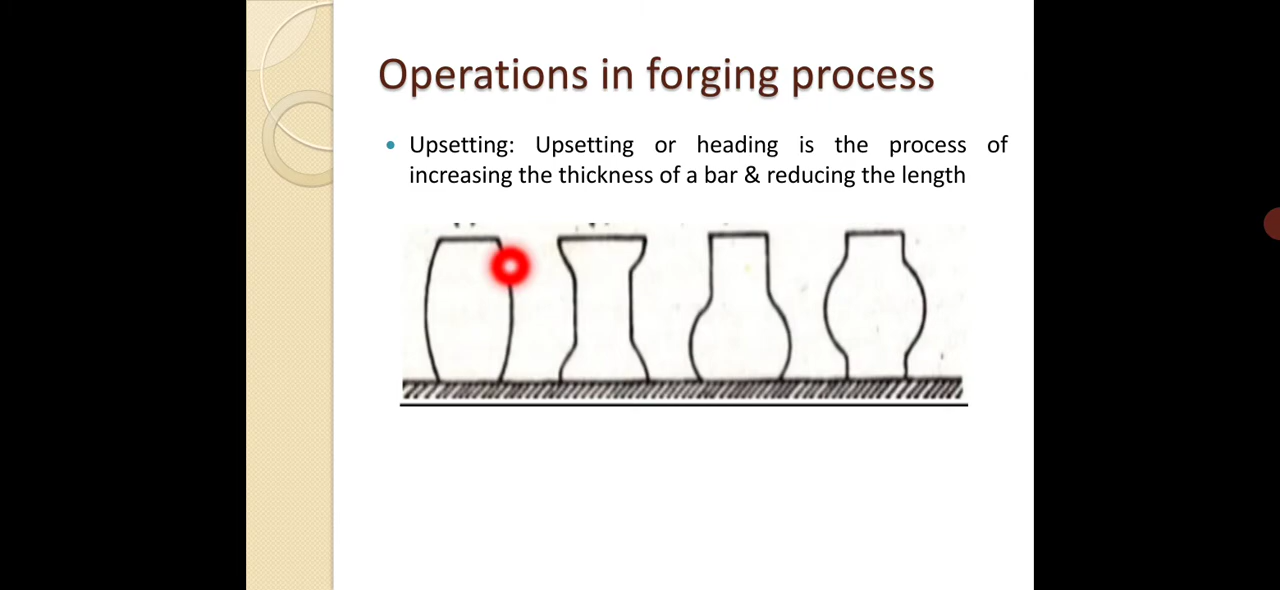 Operations in forging process
Upsetting: Upsetting or heading is the process of
increasing the thickness of a bar & reducing the length